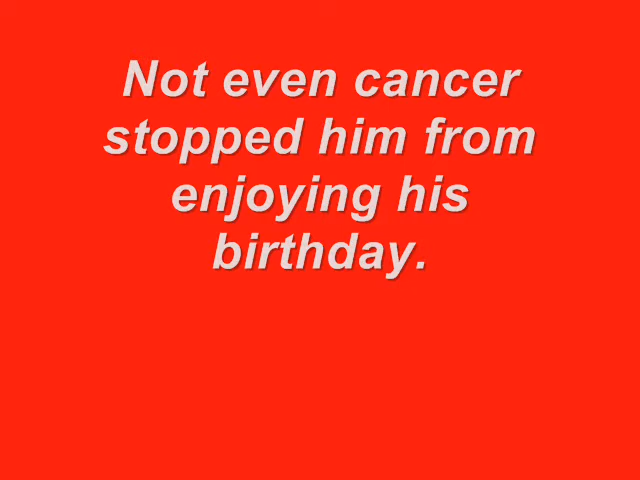 Not even cancer
stopped him from
enjoying his
birthday.